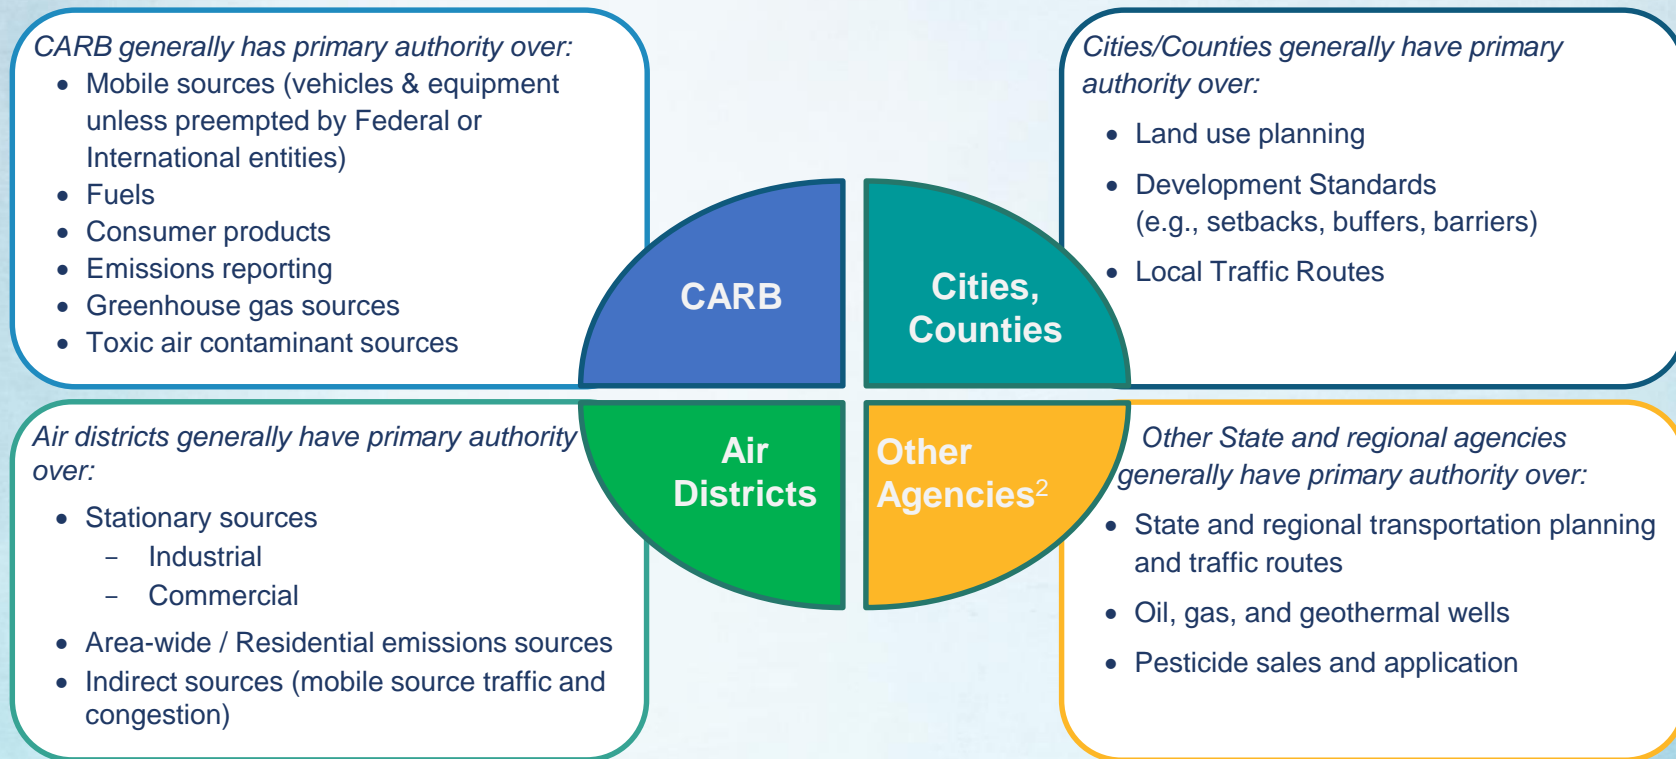 CARB generally has primary authority over:
• Mobile sources (vehicles & equipment
unless preempted by Federal or
International entities)
• Fuels
• Consumer products
• Emissions reporting
• Greenhouse gas sources
• Toxic air contaminant sources
Cities/Counties generally have primary
authority over:
• Land use planning
• Development Standards
(e.g., setbacks, buffers, barriers)
• Local Traffic Routes
CARB
Cities,
Counties
Air
Districts
Other
Agencies2
Air districts generally have primary authority
over:
• Stationary sources
– Industrial
– Commercial
• Area-wide / Residential emissions sources
• Indirect sources (mobile source traffic and
congestion)
Other State and regional agencies
generally have primary authority over:
• State and regional transportation planning
and traffic routes
• Oil, gas, and geothermal wells
• Pesticide sales and application